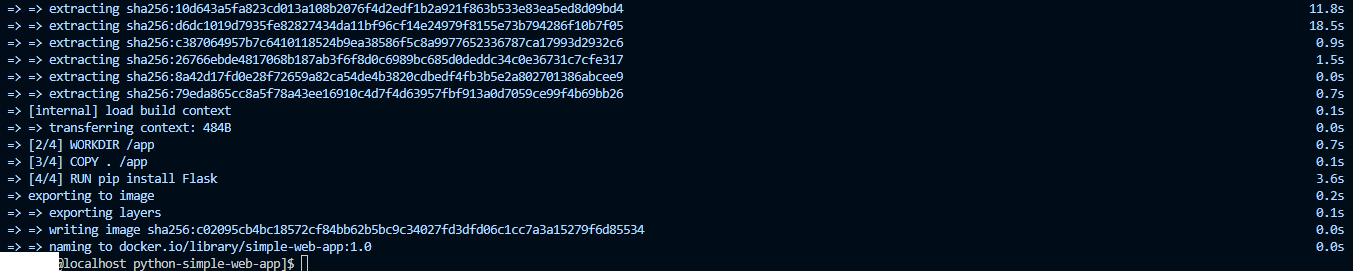 => => extracting sha256:10d643a5fa823cd013a108b2076f4d2edf1b2a921f863b533e83ea5ed8d09bd4 11.8s
=> => extracting sha256:d6dc1019d7935fe82827434da11bf96cf14e24979f8155e73b794286f10b7f05 18.5s
=> => extracting sha256:c387064957b7c6410118524b9ea38586f5c8a9977652336787ca17993d2932c6 0.9s
=> => extracting sha256:26766ebde4817068b187ab3f6f8d0c6989bc685d0deddc34c0e36731c7cfe317 1.5s
=> => extracting sha256:8a42d17fd0e28f72659a82ca54de4b3820cdbedf4fb3b5e2a802701386abcee9 0.0s
=> => extracting sha256:79eda865cc8a5f78a43ee16910c4d7f4d63957fbf913a0d7059ce99f4b69bb26 0.7s
=> [internal] load build context 0.1s
=> => transferring context: 484B 0.0s
=> [2/4] WORKDIR /app 0.7s
=> [3/4] COPY . /app 0.1s
=> [4/4] RUN pip install Flask 3.6s
=> exporting to image 0.2s
=> => exporting layers 0.1s
=> => writing image sha256:c02095cb4bc18572cf84bb62b5bc9c34027fd3dfd06c1cc7a3a15279f6d85534 0.0s
=> => naming to docker.io/library/simple-web-app:1.0 0.0s
@localhost python-simple-web-app]$